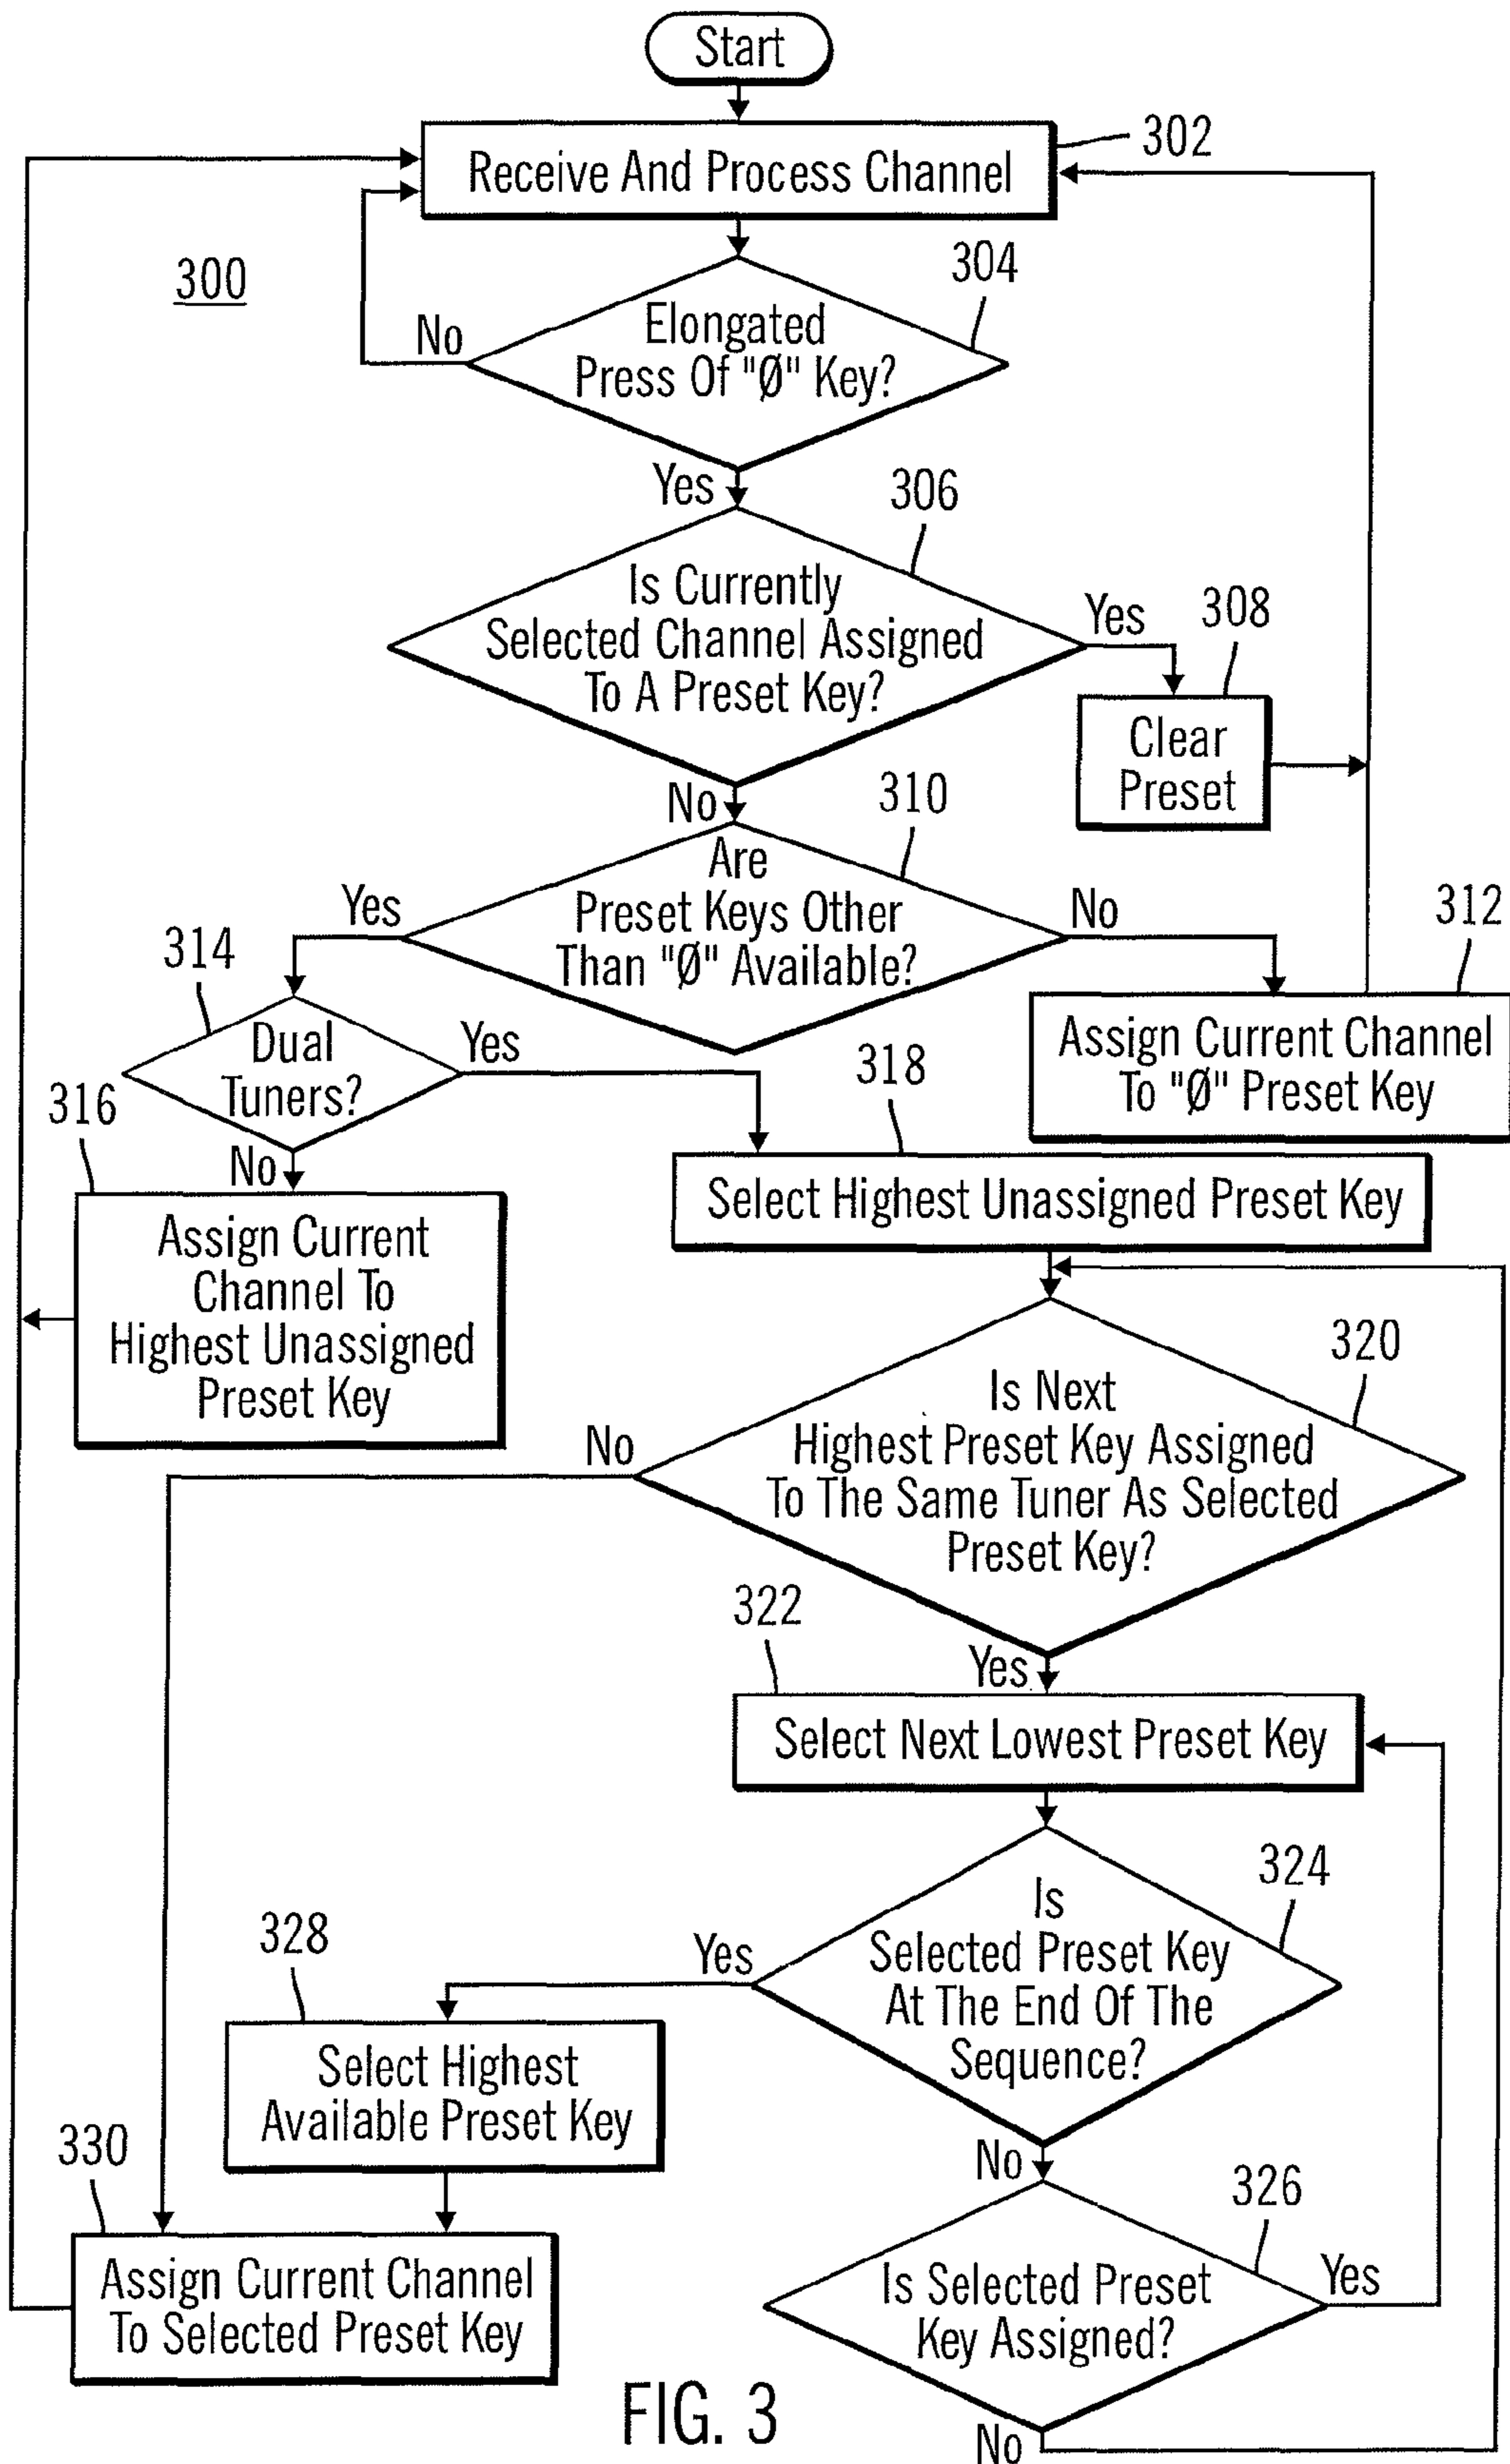 Start
302
Receive And Process Channel
300
304
Elongated
Press Of "Ø" Key?
No
Yes
306
Is Currently
Selected Channel Assigned
To A Preset Key?
Yes
308
Clear
Preset
No
310
Are
Preset Keys Other
Than "Ø" Available?
Yes
No
312
Assign Current Channel
To "Ø" Preset Key
314
Dual
Tuners?
Yes
318
316
No
Select Highest Unassigned Preset Key
Assign Current
Channel To
Highest Unassigned
Preset Key
320
Is Next
Highest Preset Key Assigned
To The Same Tuner As Selected
Preset Key?
No
322
Yes
Select Next Lowest Preset Key
324
Is
Selected Preset Key
At The End Of The
Sequence?
Yes
328
Select Highest
Available Preset Key
No
330
326
Assign Current Channel
To Selected Preset Key
Is Selected Preset
Key Assigned?
Yes
No
FIG. 3